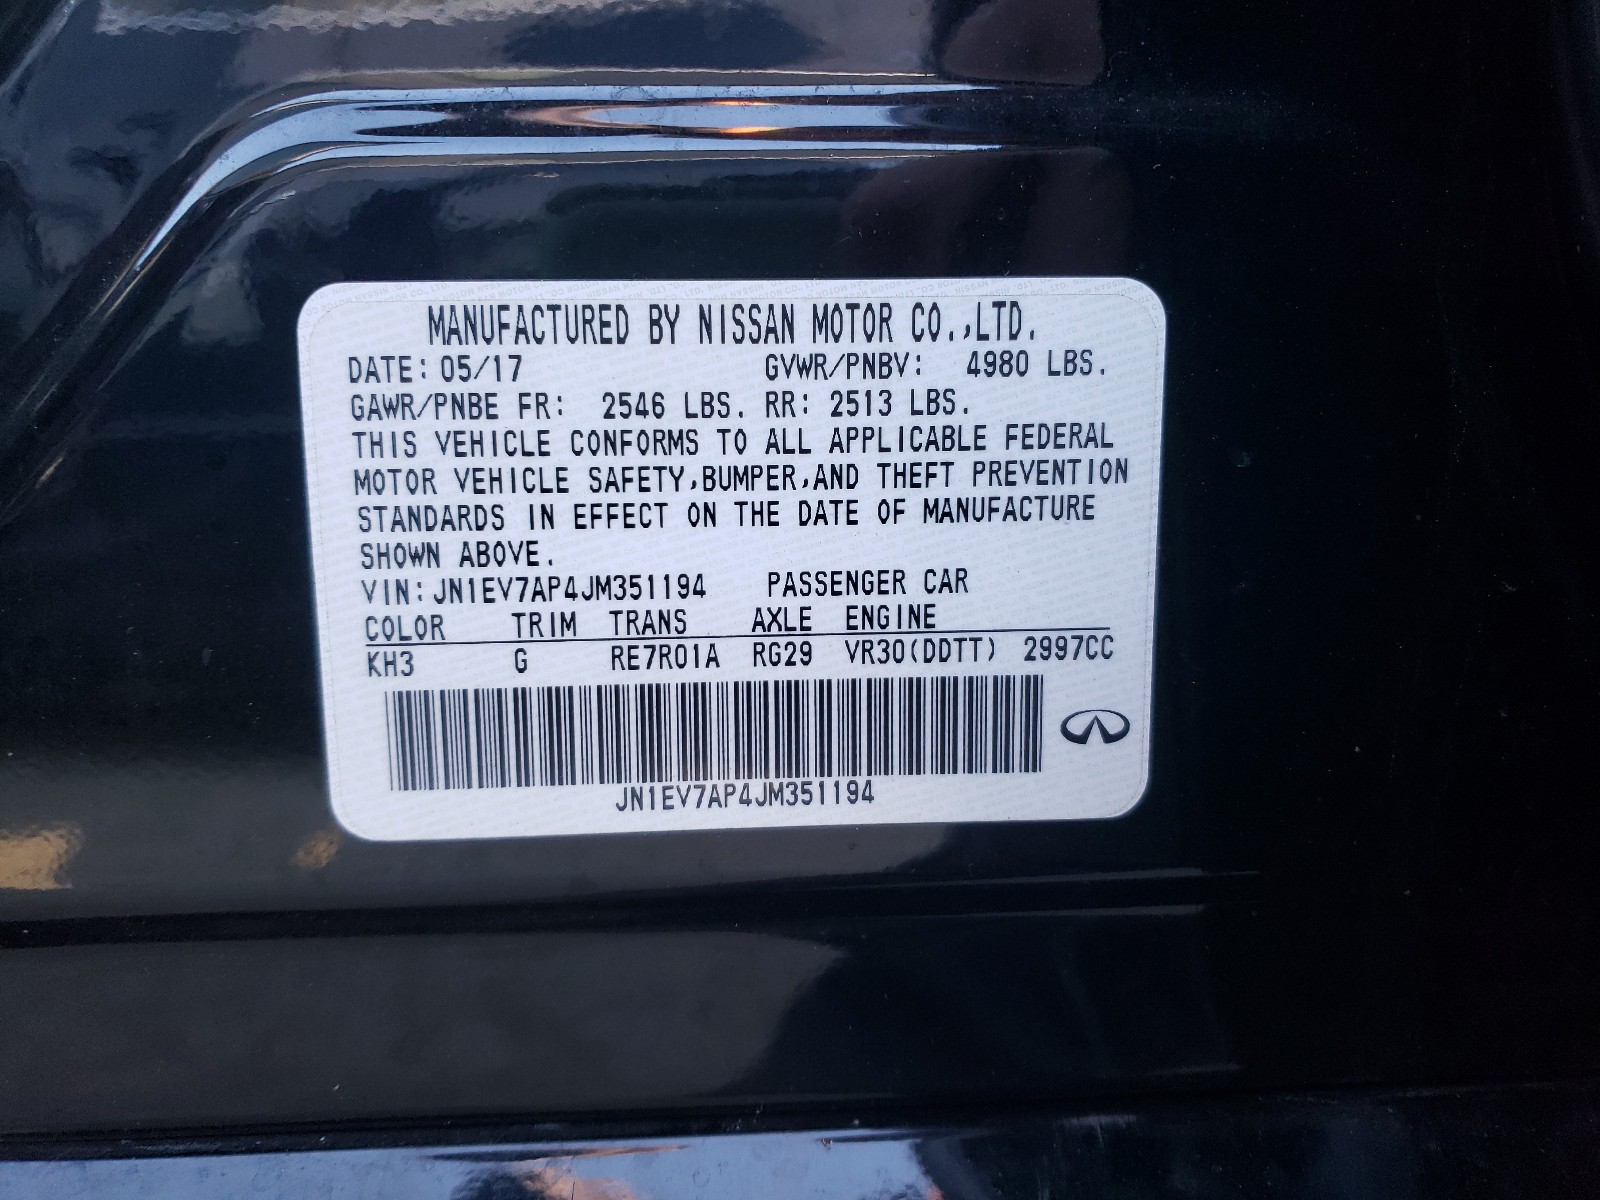 MANUFACTURED BY NISSAN MOTOR CO.,LTD.
DATE: 05/17 GVWR/PNBV: 4980 LBS.
GAWR/PNBE FR: 2546 LBS. RR: 2513 LBS.
THIS VEHICLE CONFORMS TO ALL APPLICABLE FEDERAL
MOTOR VEHICLE SAFETY,BUMPER,AND THEFT PREVENTION
STANDARDS IN EFFECT ON THE DATE OF MANUFACTURE
SHOWN ABOVE.
VIN:JN1EV7AP4JM351194 PASSENGER CAR
COLOR TRIM TRANS AXLE ENGINE
KH3 G RE7R01A RG29 VR30(DDTT) 2997CC
JN1EV7AP4JM351194